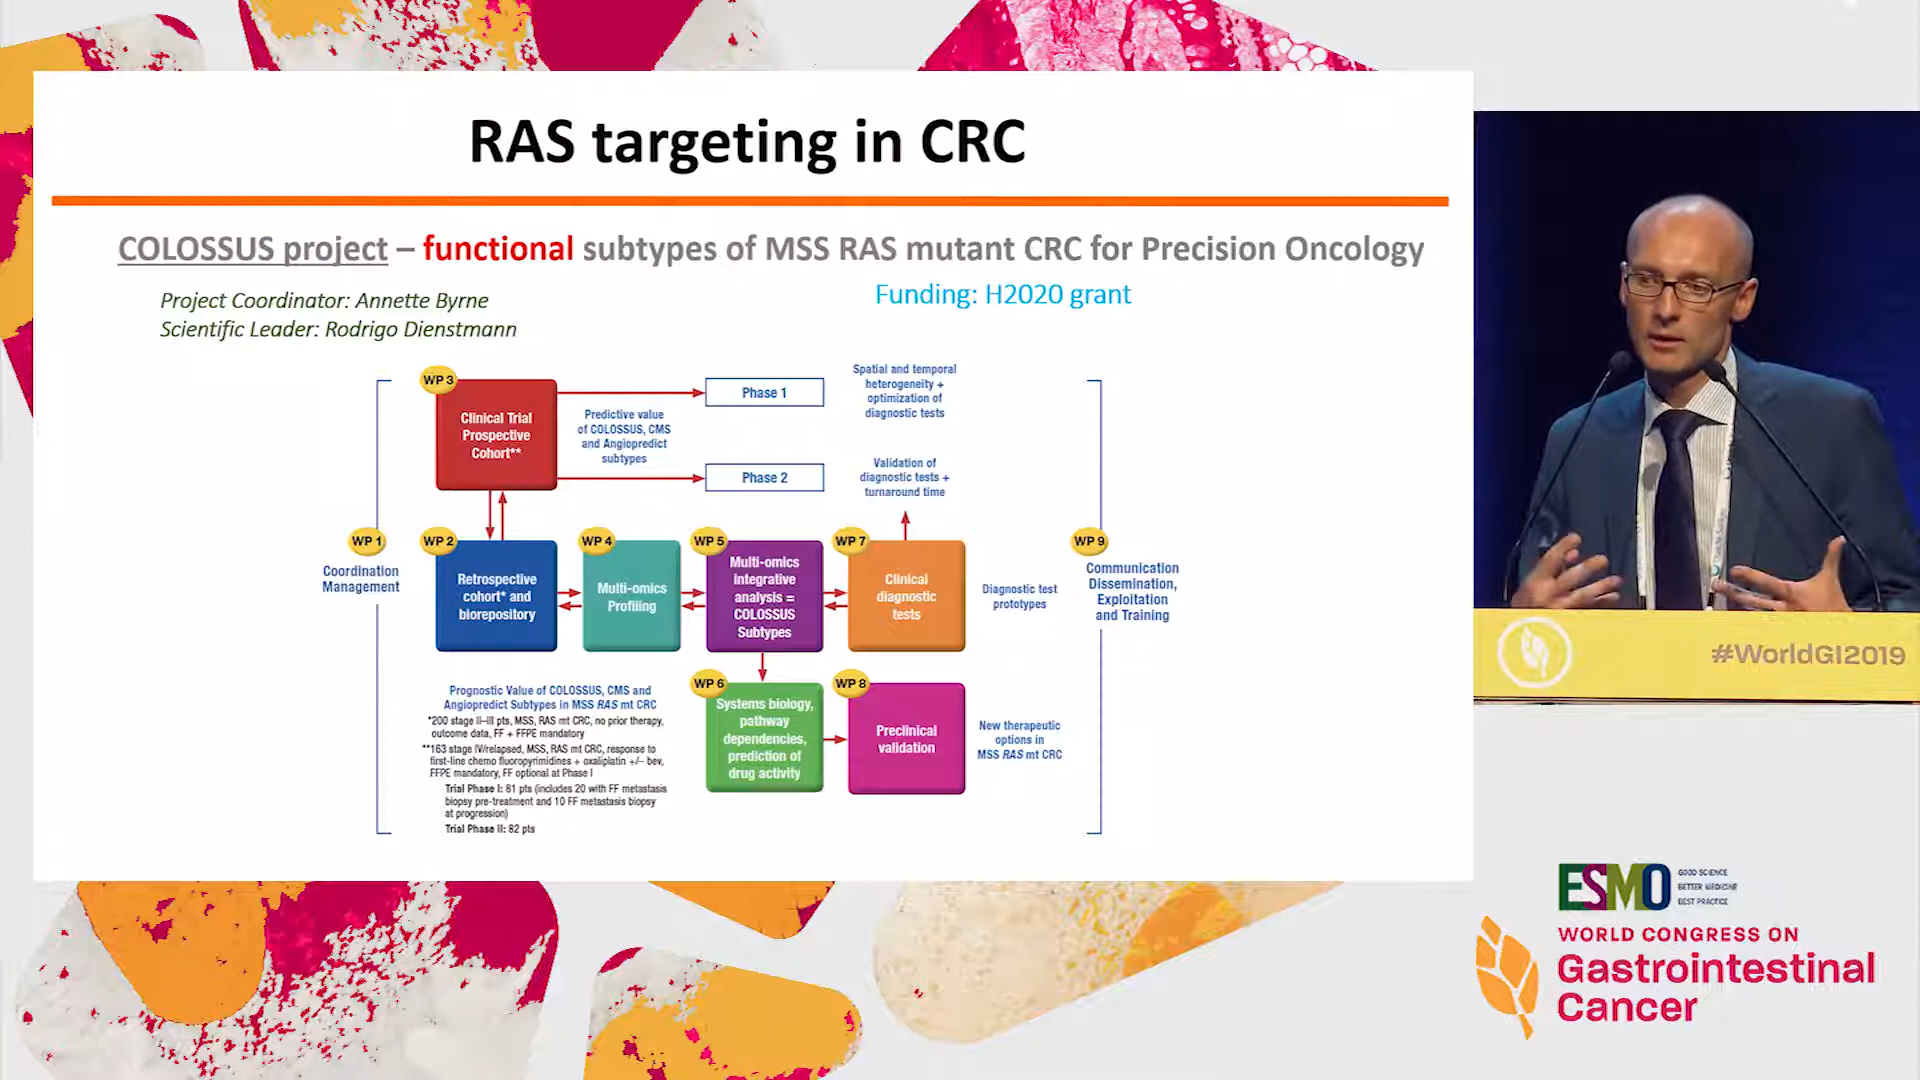 RAS targeting in CRC
COLOSSUS project – functional subtypes of MSS RAS mutant CRC for Precision Oncology
Project Coordinator: Annette Byrne
Scientific Leader: Rodrigo Dienstmann
Funding: H2020 grant
WP 3
Clinical Trial
Prospective
Cohort**
Predictive value
of COLOSSUS, CMS
and Angiopredict
subtypes
Phase 1
Phase 2
Spatial and temporal
heterogeneity +
optimization of
diagnostic tests
Validation of
diagnostic tests +
turnaround time
WP 1
Coordination
Management
WP 2
Retrospective
cohort* and
biorepository
WP 4
Multi-omics
Profiling
WP 5
Multi-omics
integrative
analysis =
COLOSSUS
Subtypes
WP 7
Clinical
diagnostic
tests
Diagnostic test
prototypes
WP 9
Communication
Dissemination,
Exploitation
and Training
Prognostic Value of COLOSSUS, CMS and
Angiopredict Subtypes in MSS RAS mt CRC
*200 stage II–III pts, MSS, RAS mt CRC, no prior therapy,
outcome data, FF + FFPE mandatory
**163 stage IV/relapsed, MSS, RAS mt CRC, response to
first-line chemo fluoropyrimidines + oxaliplatin +/– bev,
FFPE mandatory, FF optional at Phase I
Trial Phase I: 81 pts (includes 20 with FF metastasis
biopsy pre-treatment and 10 FF metastasis biopsy
at progression)
Trial Phase II: 82 pts
WP 6
Systems biology,
pathway
dependencies,
prediction of
drug activity
WP 8
Preclinical
validation
New therapeutic
options in
MSS RAS mt CRC
#WorldGI2019
ESMO
GOOD SCIENCE
BETTER MEDICINE
BEST PRACTICE
WORLD CONGRESS ON
Gastrointestinal
Cancer